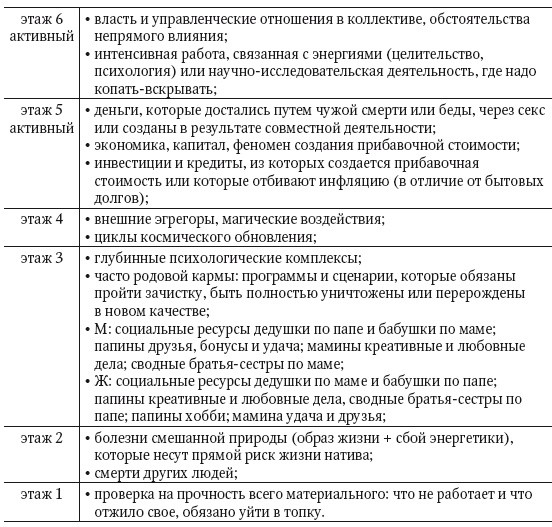 этаж 6
активный
• власть и управленческие отношения в коллективе, обстоятельства
непрямого влияния;
• интенсивная работа, связанная с энергиями (целительство,
психология) или научно-исследовательская деятельность, где надо
копать-вскрывать;
этаж 5
активный
• деньги, которые достались путем чужой смерти или беды, через секс
или созданы в результате совместной деятельности;
• экономика, капитал, феномен создания прибавочной стоимости;
• инвестиции и кредиты, из которых создается прибавочная
стоимость или которые отбивают инфляцию (в отличие от бытовых
долгов);
этаж 4
• внешние эгрегоры, магические воздействия;
• циклы космического обновления;
этаж 3
• глубинные психологические комплексы;
• часто родовой кармы: программы и сценарии, которые обязаны
пройти зачистку, быть полностью уничтожены или перерождены
в новом качестве;
• М: социальные ресурсы дедушки по папе и бабушки по маме;
папины друзья, бонусы и удача; мамины креативные и любовные
дела; сводные братья-сестры по маме;
• Ж: социальные ресурсы дедушки по маме и бабушки по папе;
папины креативные и любовные дела, сводные братья-сестры по
папе; папины хобби; мамина удача и друзья;
этаж 2
• болезни смешанной природы (образ жизни + сбой энергетики),
которые несут прямой риск жизни натива;
• смерти других людей;
этаж 1
• проверка на прочность всего материального: что не работает и что
отжило свое, обязано уйти в топку.